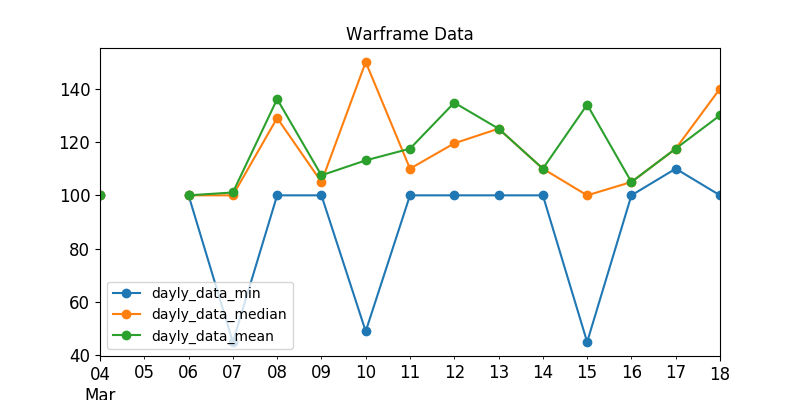 Warframe Data
140
120
100
80
60
40
dayly_data_min
dayly_data_median
dayly_data_mean
04 05 06 07 08 09 10 11 12 13 14 15 16 17 18
Mar